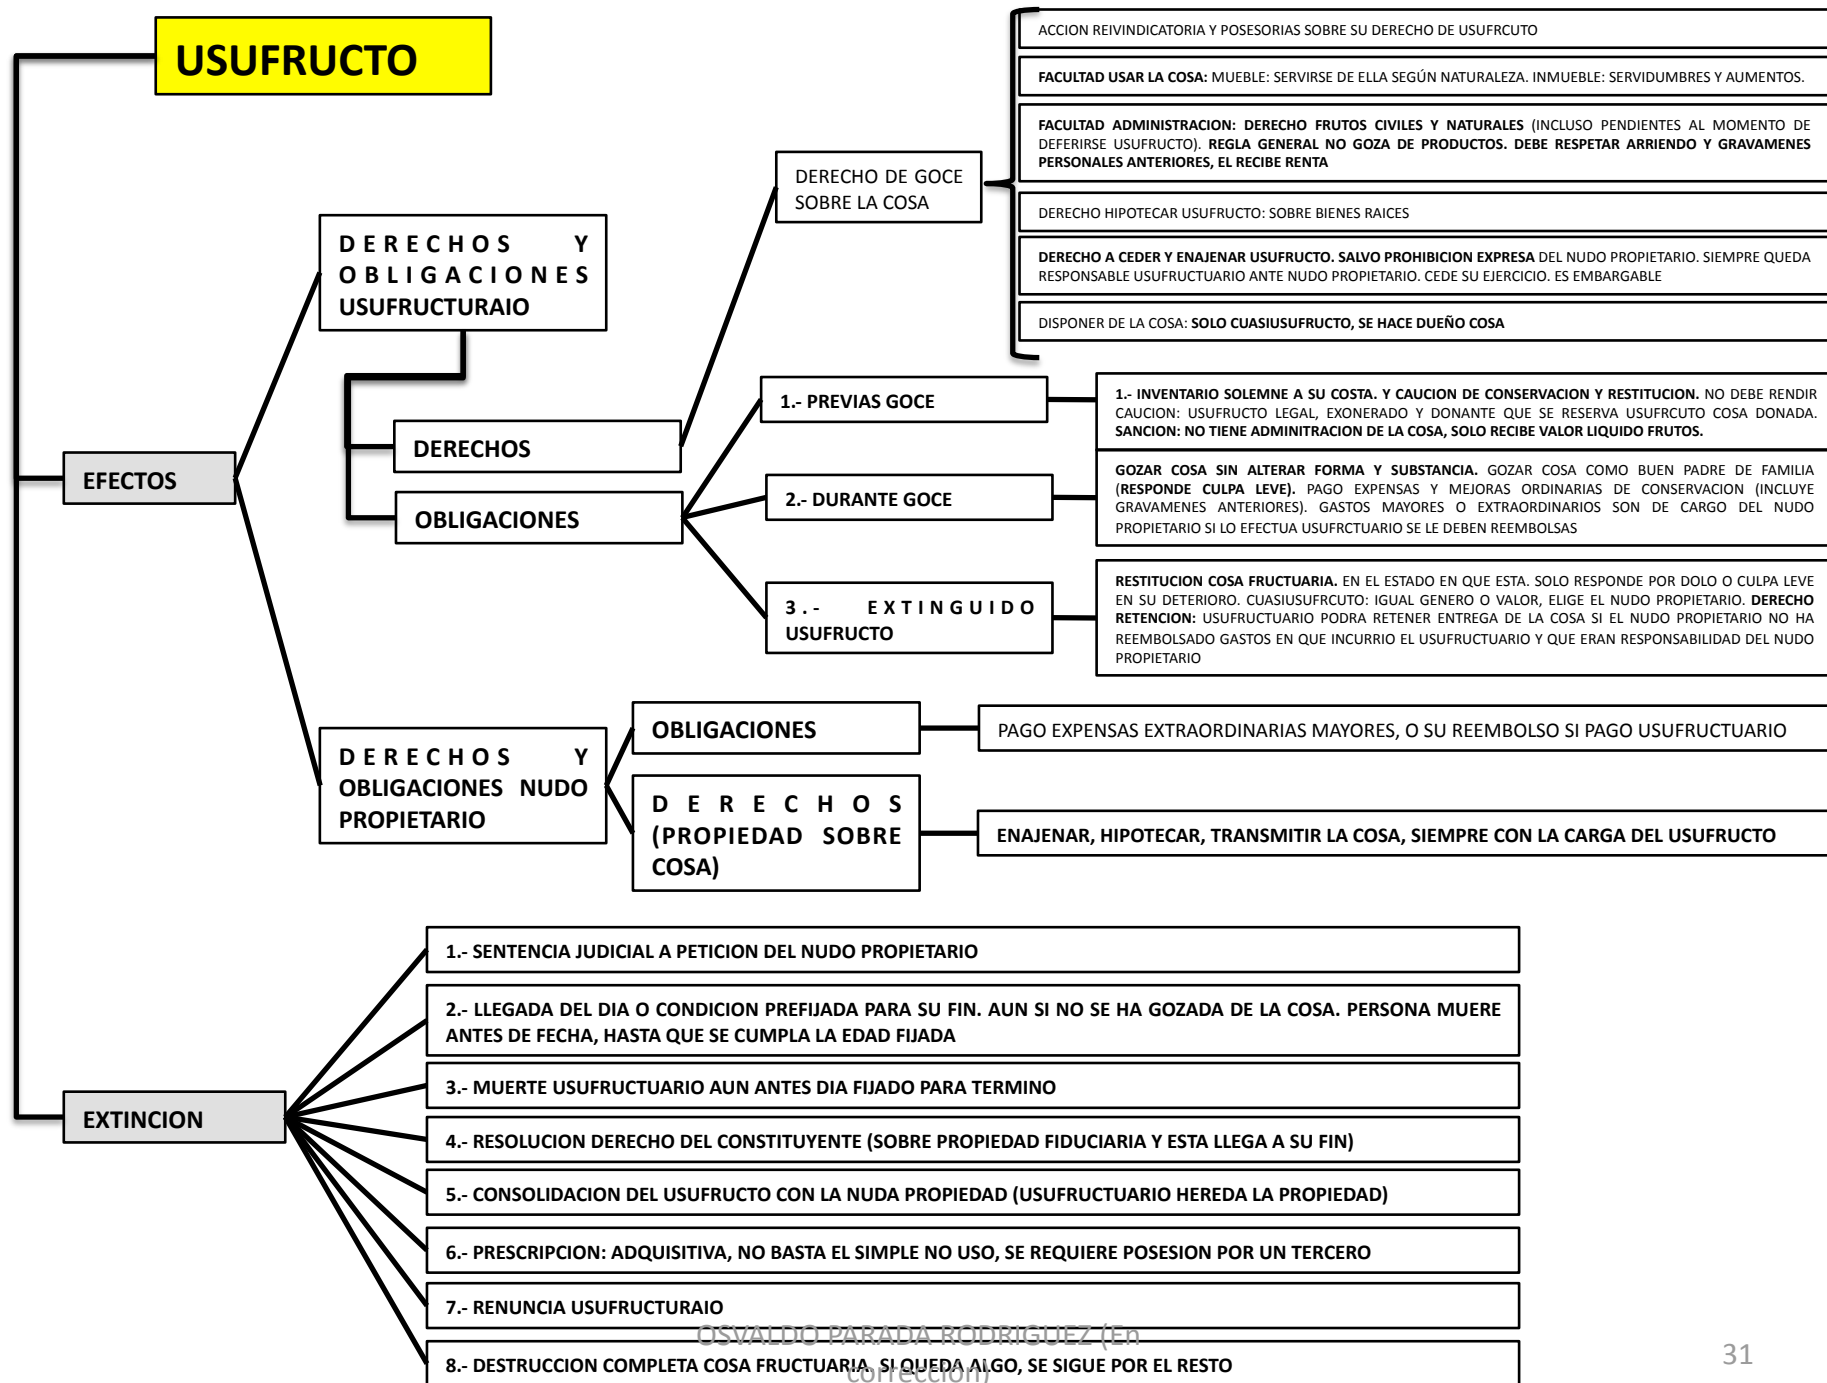 USUFRUCTO
ACCION REIVINDICATORIA Y POSESORIAS SOBRE SU DERECHO DE USUFRCUTO
FACULTAD USAR LA COSA: MUEBLE: SERVIRSE DE ELLA SEGÚN NATURALEZA. INMUEBLE: SERVIDUMBRES Y AUMENTOS.
FACULTAD ADMINISTRACION: DERECHO FRUTOS CIVILES Y NATURALES (INCLUSO PENDIENTES AL MOMENTO DE
DEFERIRSE USUFRUCTO). REGLA GENERAL NO GOZA DE PRODUCTOS. DEBE RESPETAR ARRIENDO Y GRAVAMENES
PERSONALES ANTERIORES, EL RECIBE RENTA
DERECHO DE GOCE
SOBRE LA COSA
DERECHO HIPOTECAR USUFRUCTO: SOBRE BIENES RAICES
DERECHO A CEDER Y ENAJENAR USUFRUCTO. SALVO PROHIBICION EXPRESA DEL NUDO PROPIETARIO. SIEMPRE QUEDA
RESPONSABLE USUFRUCTUARIO ANTE NUDO PROPIETARIO. CEDE SU EJERCICIO. ES EMBARGABLE
DISPONER DE LA COSA: SOLO CUASIUSUFRUCTO, SE HACE DUEÑO COSA
DERECHOS Y
OBLIGACIONES
USUFRUCTURAIO
DERECHOS
OBLIGACIONES
1.- PREVIAS GOCE
1.- INVENTARIO SOLEMNE A SU COSTA. Y CAUCION DE CONSERVACION Y RESTITUCION. NO DEBE RENDIR
CAUCION: USUFRUCTO LEGAL, EXONERADO Y DONANTE QUE SE RESERVA USUFRCUTO COSA DONADA.
SANCION: NO TIENE ADMINITRACION DE LA COSA, SOLO RECIBE VALOR LIQUIDO FRUTOS.
EFECTOS
2.- DURANTE GOCE
GOZAR COSA SIN ALTERAR FORMA Y SUBSTANCIA. GOZAR COSA COMO BUEN PADRE DE FAMILIA
(RESPONDE CULPA LEVE). PAGO EXPENSAS Y MEJORAS ORDINARIAS DE CONSERVACION (INCLUYE
GRAVAMENES ANTERIORES). GASTOS MAYORES O EXTRAORDINARIOS SON DE CARGO DEL NUDO
PROPIETARIO SI LO EFECTUA USUFRCTUARIO SE LE DEBEN REEMBOLSAS
3.- EXTINGUIDO
USUFRUCTO
RESTITUCION COSA FRUCTUARIA. EN EL ESTADO EN QUE ESTA. SOLO RESPONDE POR DOLO O CULPA LEVE
EN SU DETERIORO. CUASIUSUFRCUTO: IGUAL GENERO O VALOR, ELIGE EL NUDO PROPIETARIO. DERECHO
RETENCION: USUFRUCTUARIO PODRA RETENER ENTREGA DE LA COSA SI EL NUDO PROPIETARIO NO HA
REEMBOLSADO GASTOS EN QUE INCURRIO EL USUFRUCTUARIO Y QUE ERAN RESPONSABILIDAD DEL NUDO
PROPIETARIO
DERECHOS Y
OBLIGACIONES NUDO
PROPIETARIO
OBLIGACIONES
PAGO EXPENSAS EXTRAORDINARIAS MAYORES, O SU REEMBOLSO SI PAGO USUFRUCTUARIO
DERECHOS
(PROPIEDAD SOBRE
COSA)
ENAJENAR, HIPOTECAR, TRANSMITIR LA COSA, SIEMPRE CON LA CARGA DEL USUFRUCTO
EXTINCION
1.- SENTENCIA JUDICIAL A PETICION DEL NUDO PROPIETARIO
2.- LLEGADA DEL DIA O CONDICION PREFIJADA PARA SU FIN. AUN SI NO SE HA GOZADA DE LA COSA. PERSONA MUERE
ANTES DE FECHA, HASTA QUE SE CUMPLA LA EDAD FIJADA
3.- MUERTE USUFRUCTUARIO AUN ANTES DIA FIJADO PARA TERMINO
4.- RESOLUCION DERECHO DEL CONSTITUYENTE (SOBRE PROPIEDAD FIDUCIARIA Y ESTA LLEGA A SU FIN)
5.- CONSOLIDACION DEL USUFRUCTO CON LA NUDA PROPIEDAD (USUFRUCTUARIO HEREDA LA PROPIEDAD)
6.- PRESCRIPCION: ADQUISITIVA, NO BASTA EL SIMPLE NO USO, SE REQUIERE POSESION POR UN TERCERO
7.- RENUNCIA USUFRUCTURAIO
8.- DESTRUCCION COMPLETA COSA FRUCTUARIA. SI QUEDA ALGO, SE SIGUE POR EL RESTO
OSVALDO PARADA RODRIGUEZ (En
corrección)
31